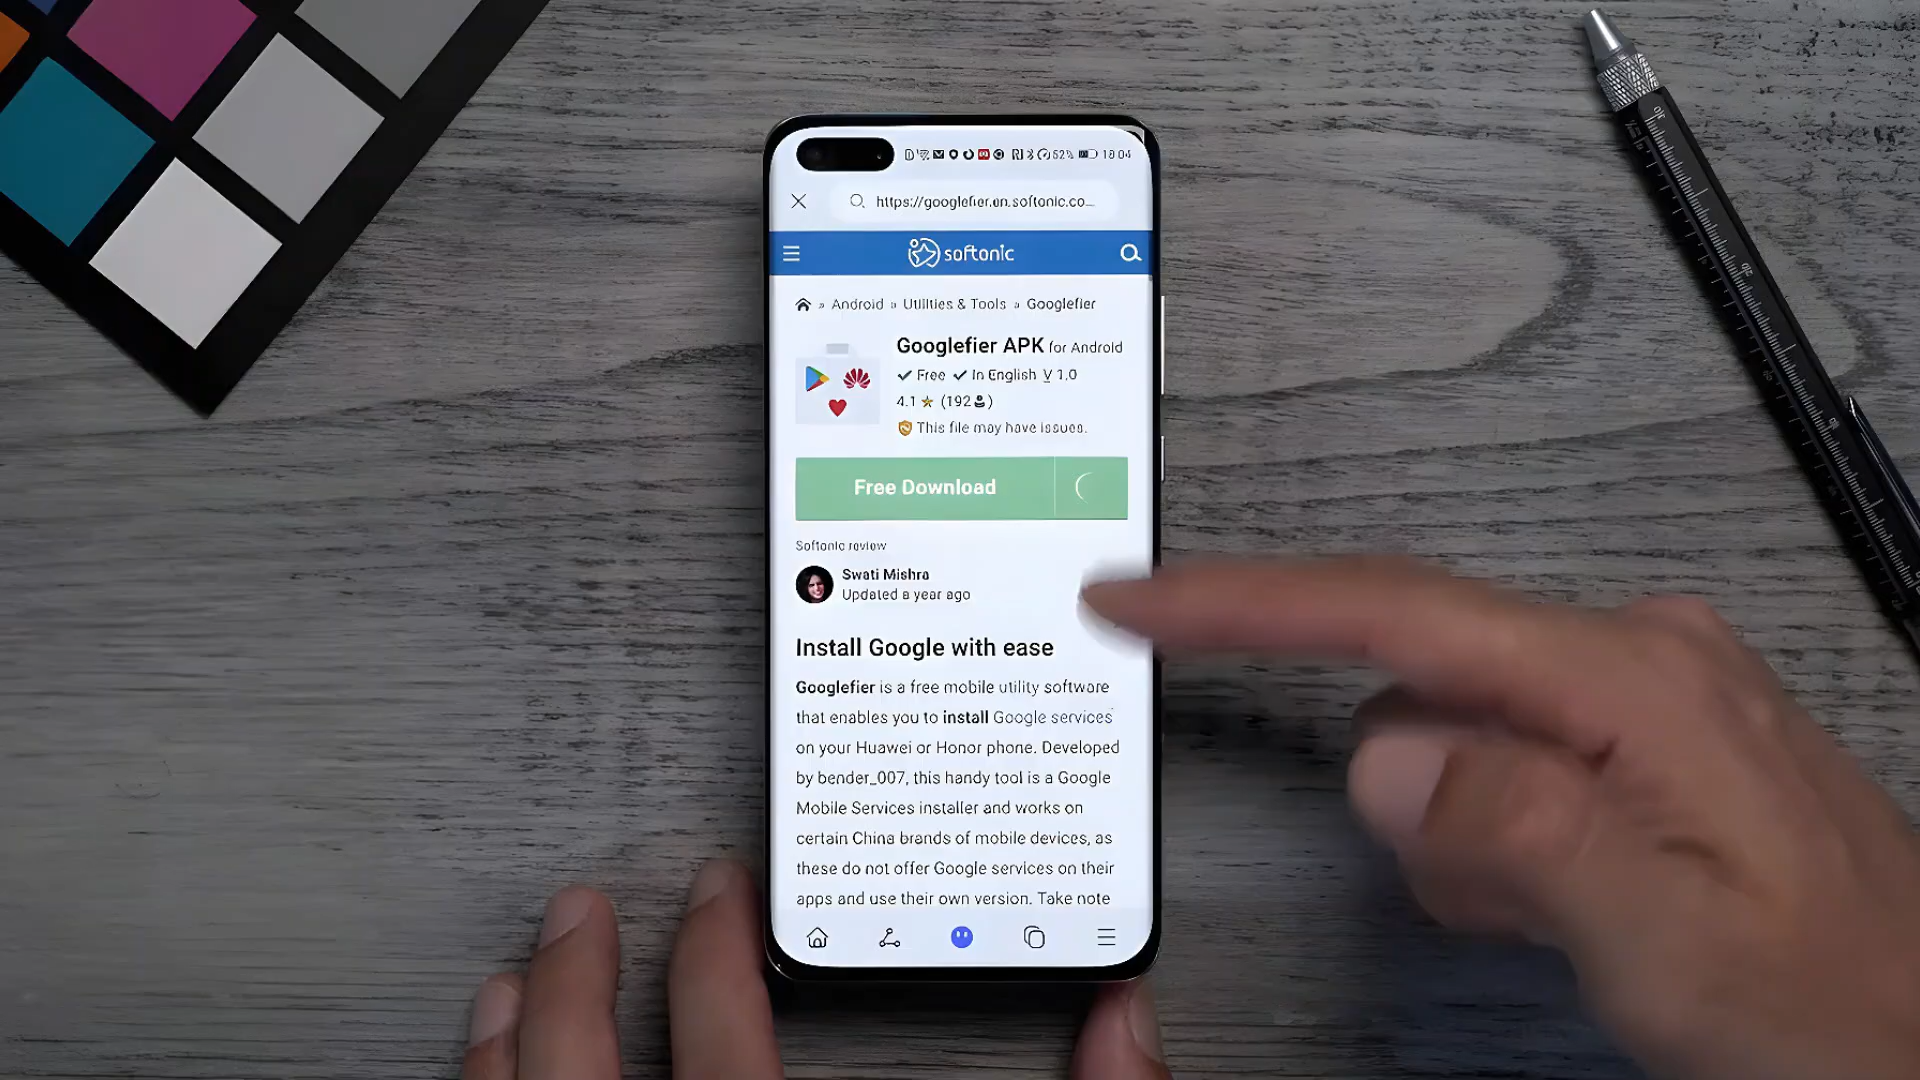 62% 18:04
https://googlefier.en.softonic.co...
softonic
» Android » Utilities & Tools » Googlefier
Googlefier APK for Android
Free In English V 1.0
4.1 (192)
This file may have issues.
Free Download
Softonic review
Swati Mishra
Updated a year ago
Install Google with ease
Googlefier is a free mobile utility software
that enables you to install Google services
on your Huawei or Honor phone. Developed
by bender_007, this handy tool is a Google
Mobile Services installer and works on
certain China brands of mobile devices, as
these do not offer Google services on their
apps and use their own version. Take note